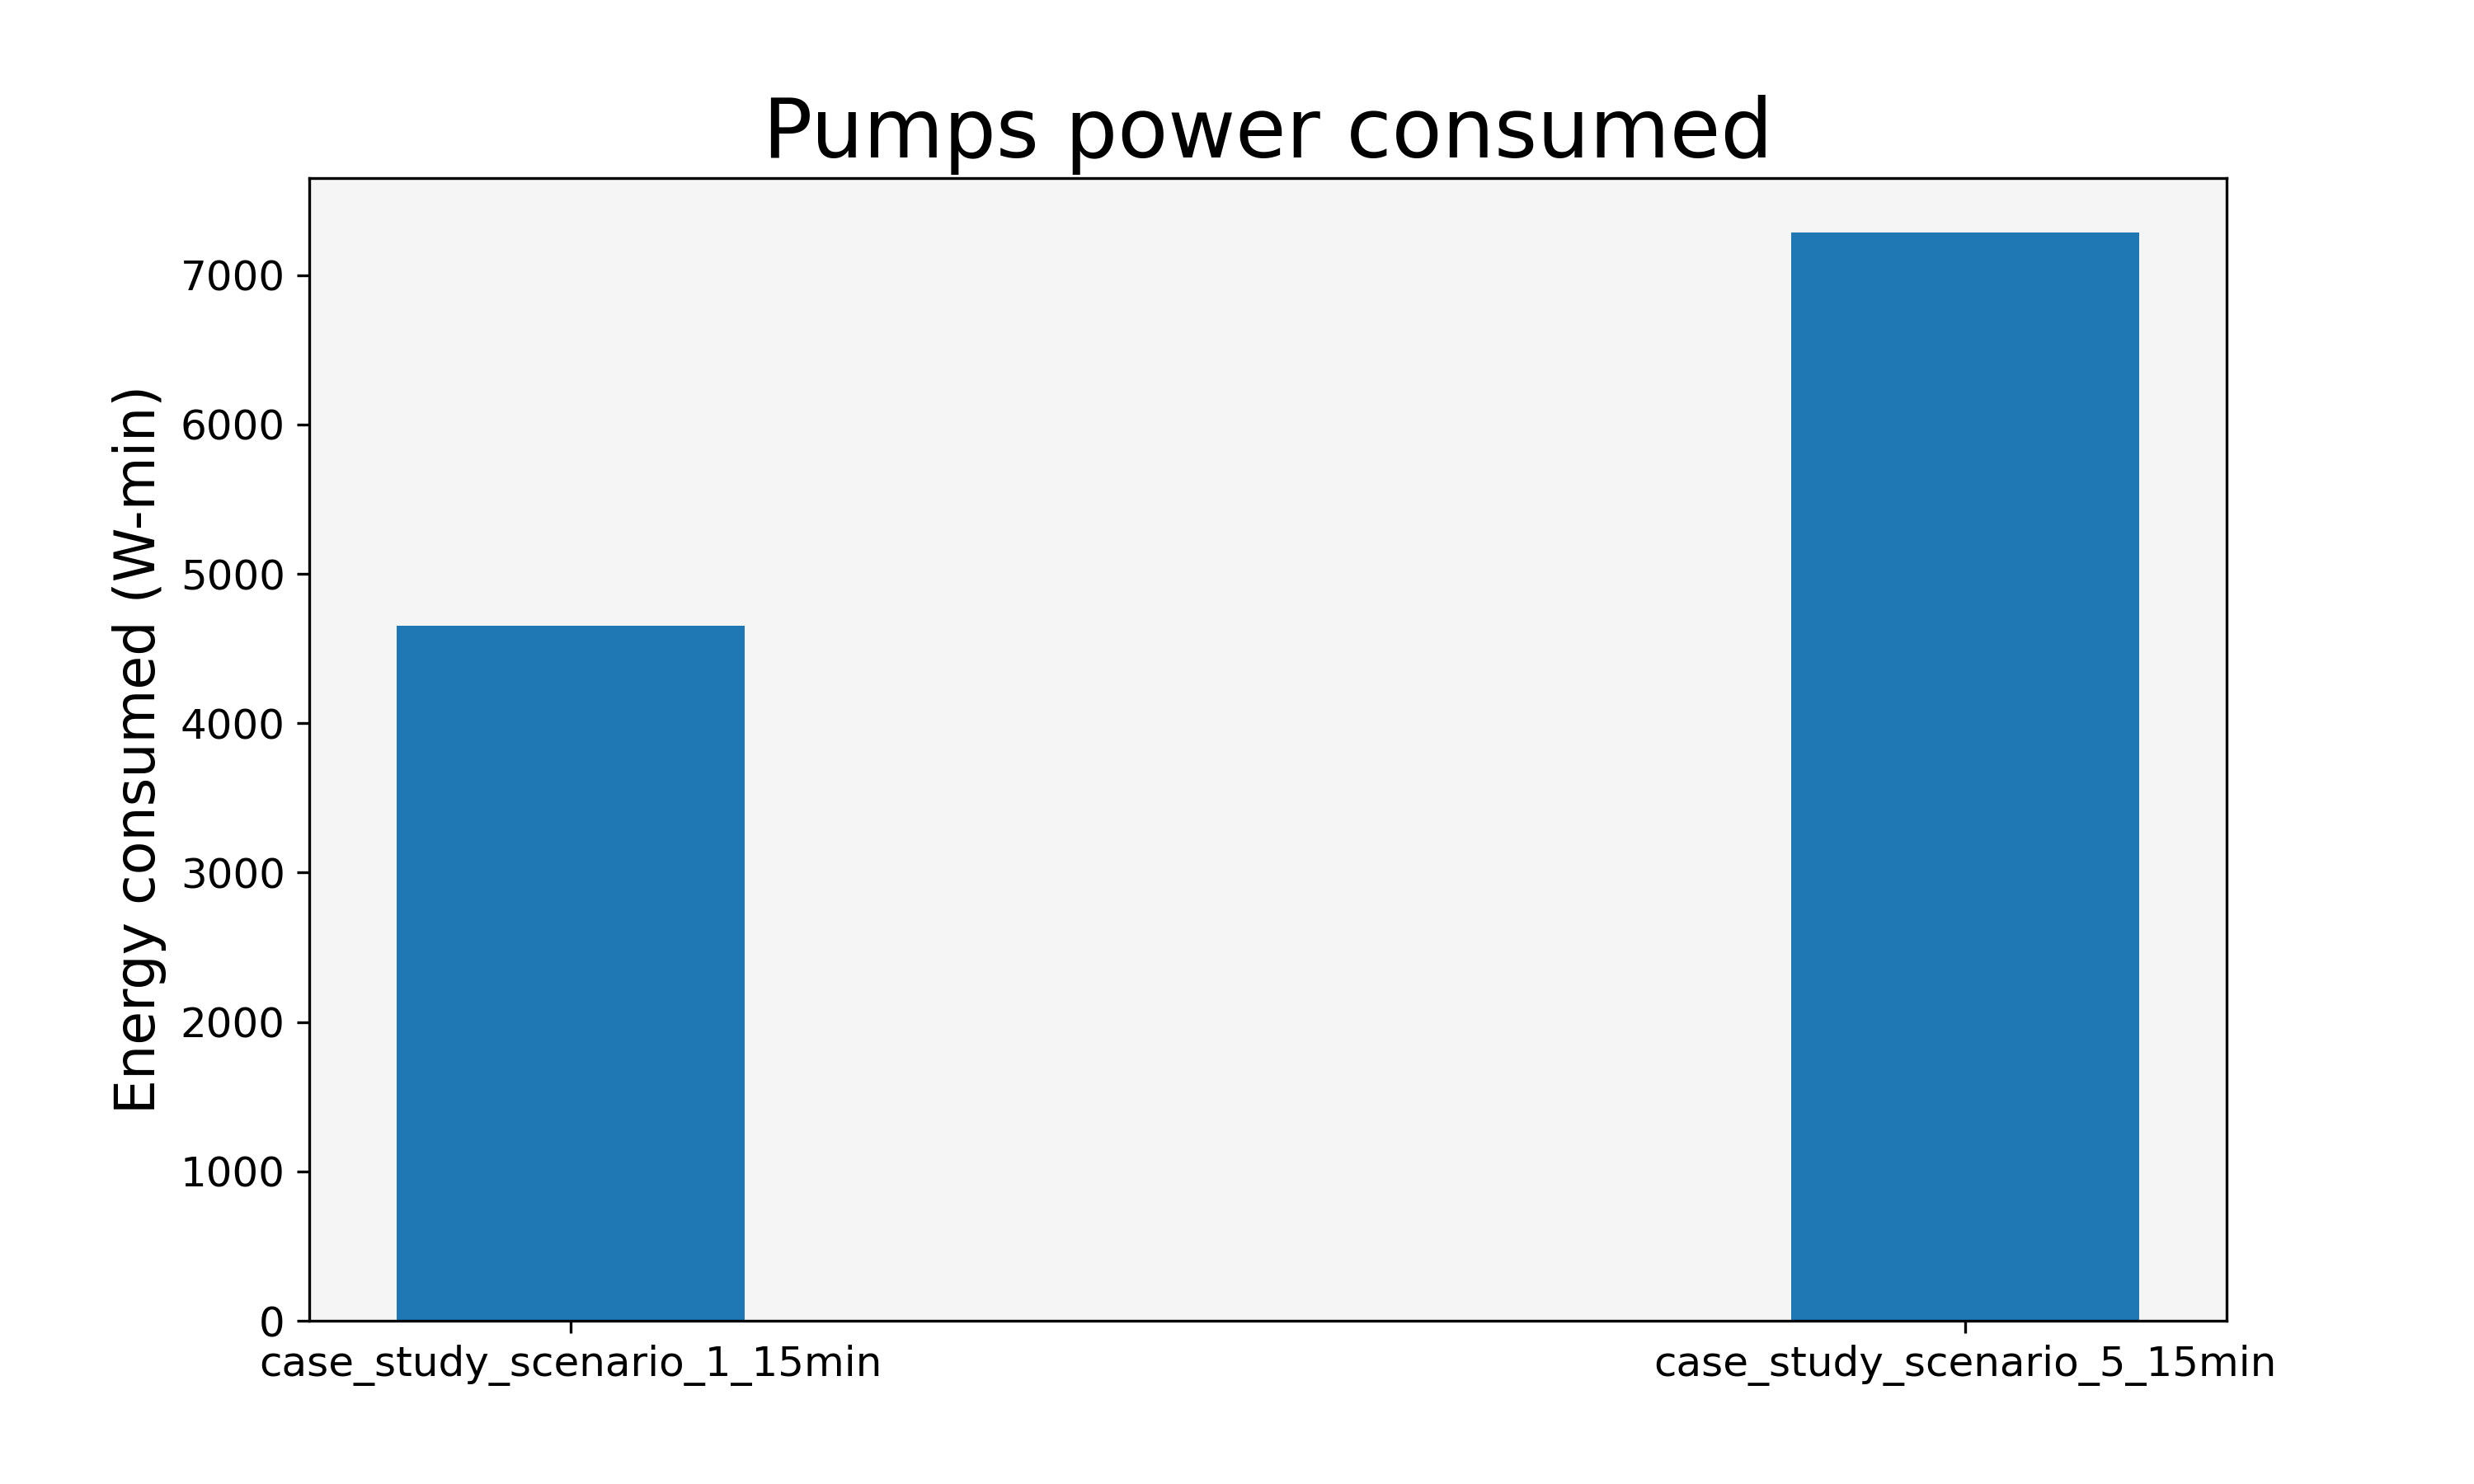 Pumps power consumed
Energy consumed (W-min)
7000
6000
5000
4000
3000
2000
1000
0
case_study_scenario_1_15min
case_study_scenario_5_15min